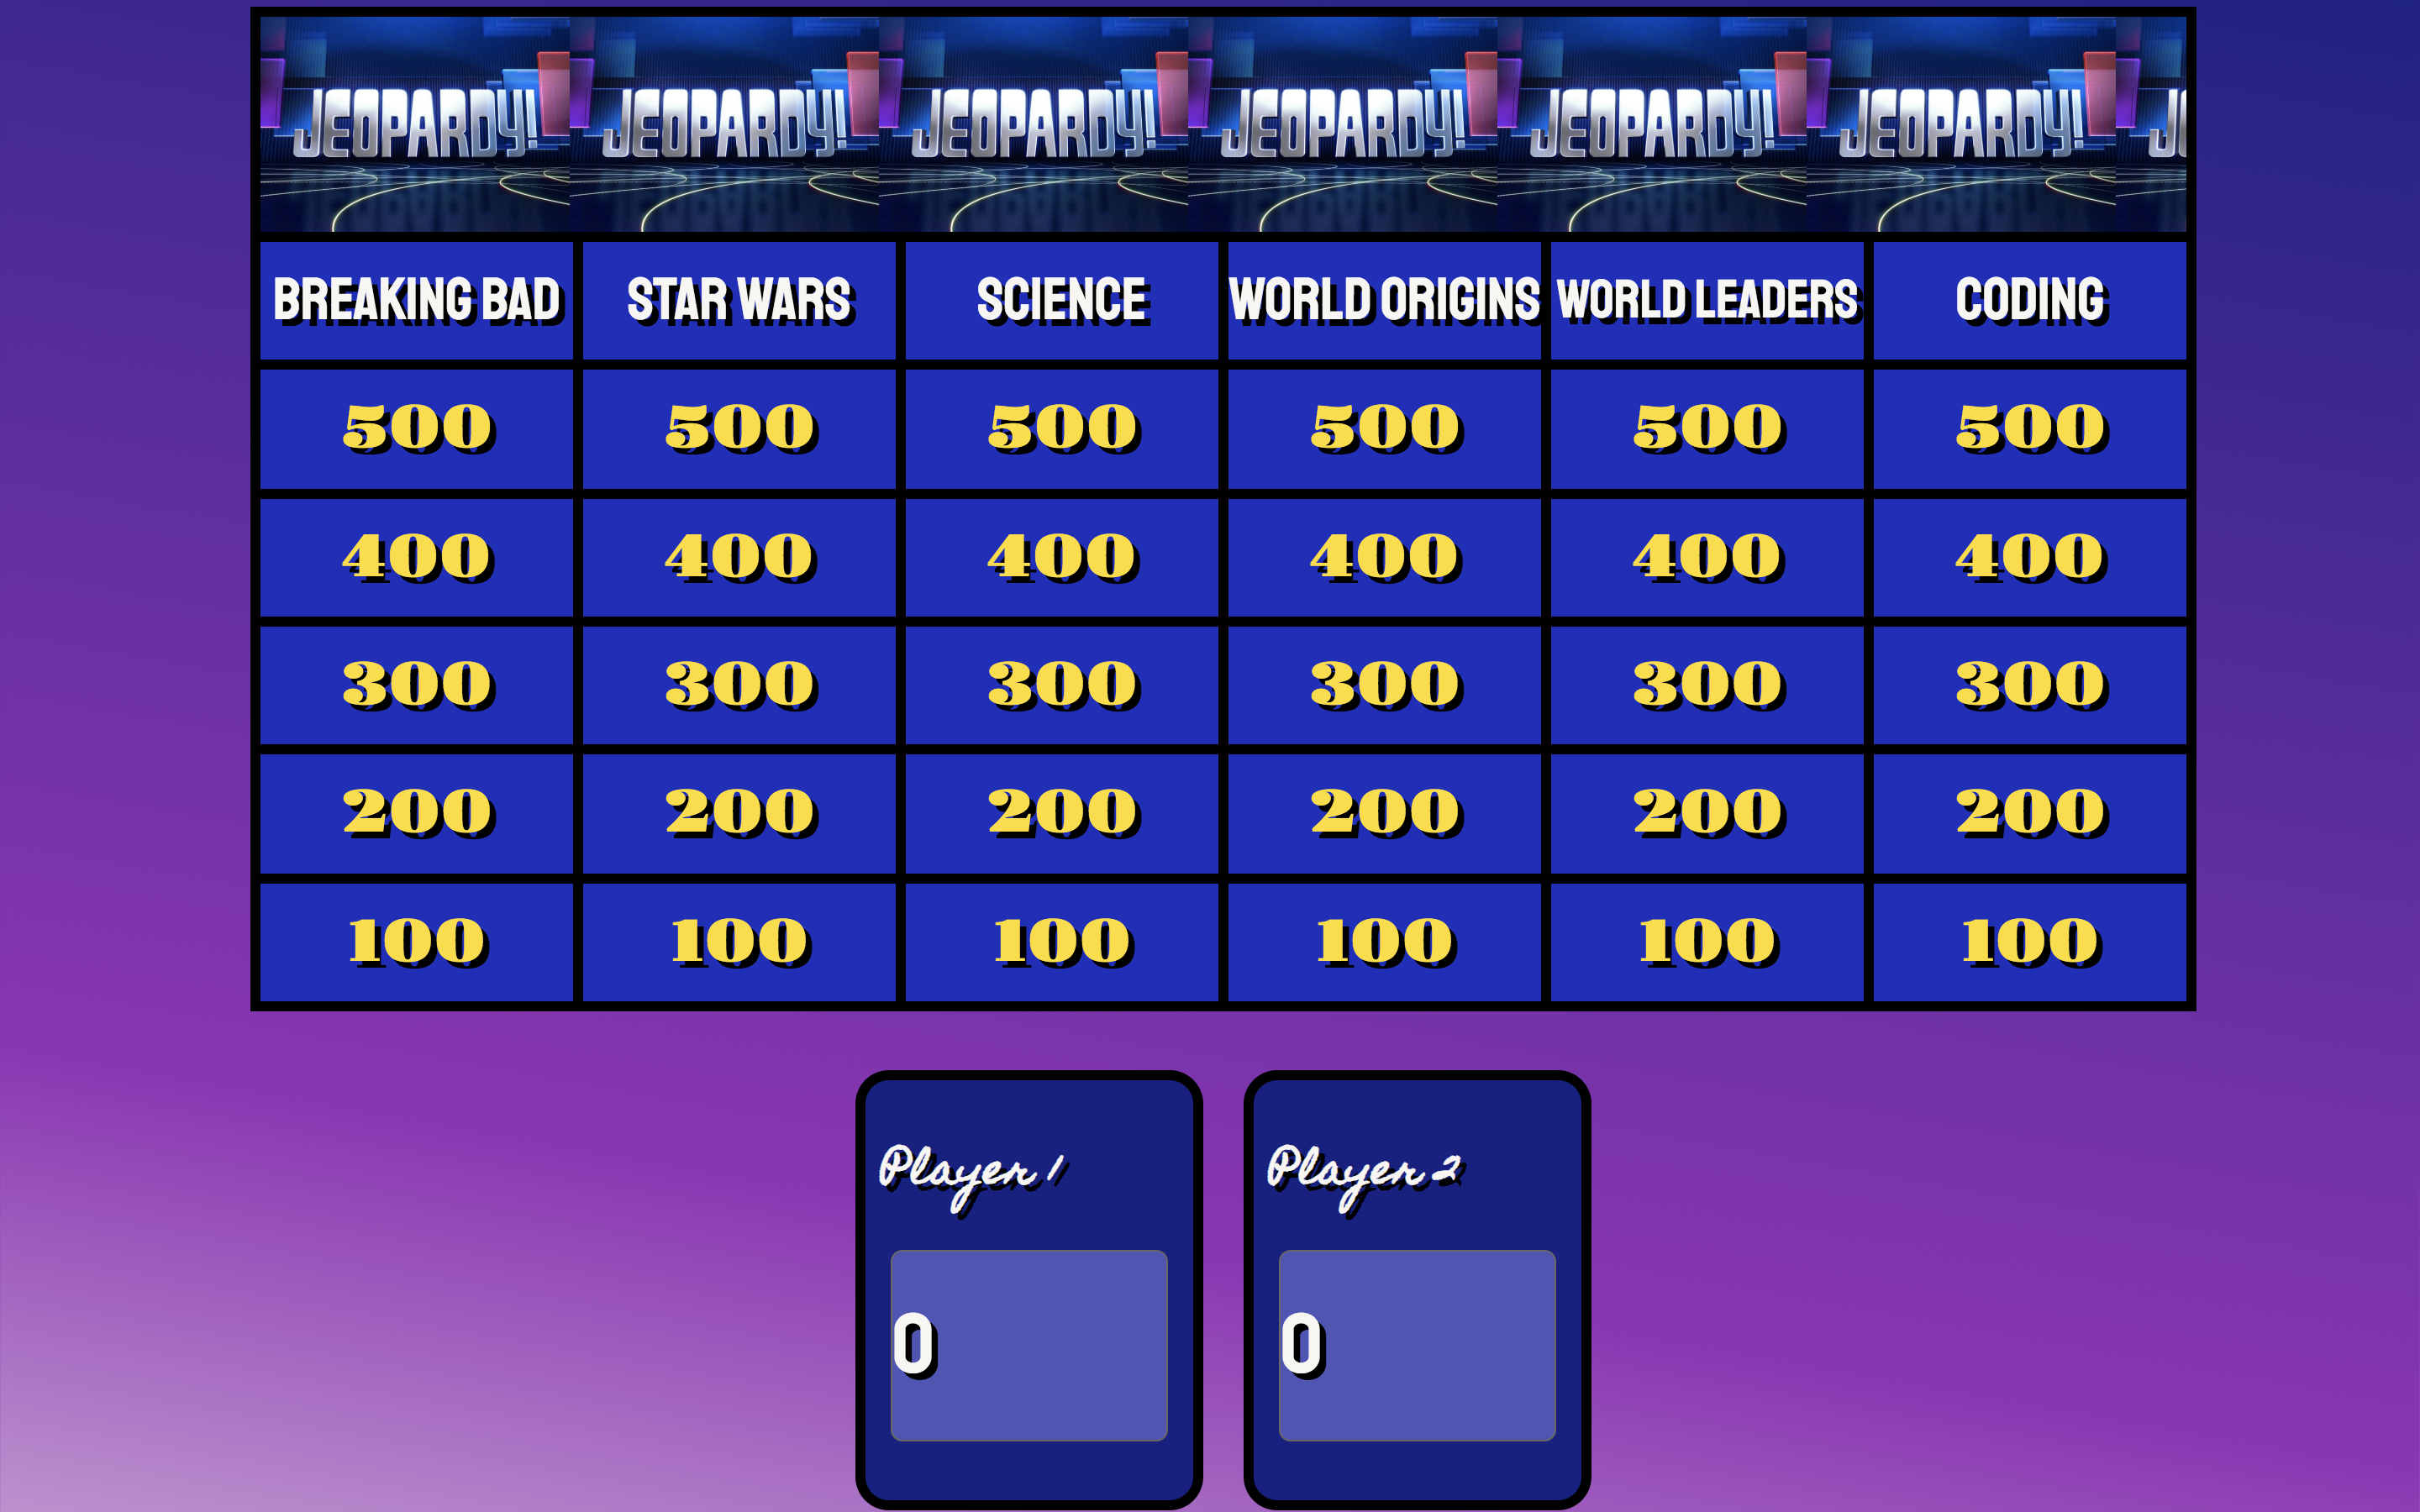 JEOPARDY! JEOPARDY! JEOPARDY! JEOPARDY! JEOPARDY! JEOPARDY! J
BREAKING BAD STAR WARS SCIENCE WORLD ORIGINS WORLD LEADERS CODING
500 500 500 500 500 500
400 400 400 400 400 400
300 300 300 300 300 300
200 200 200 200 200 200
100 100 100 100 100 100
Player 1 Player 2
0 0